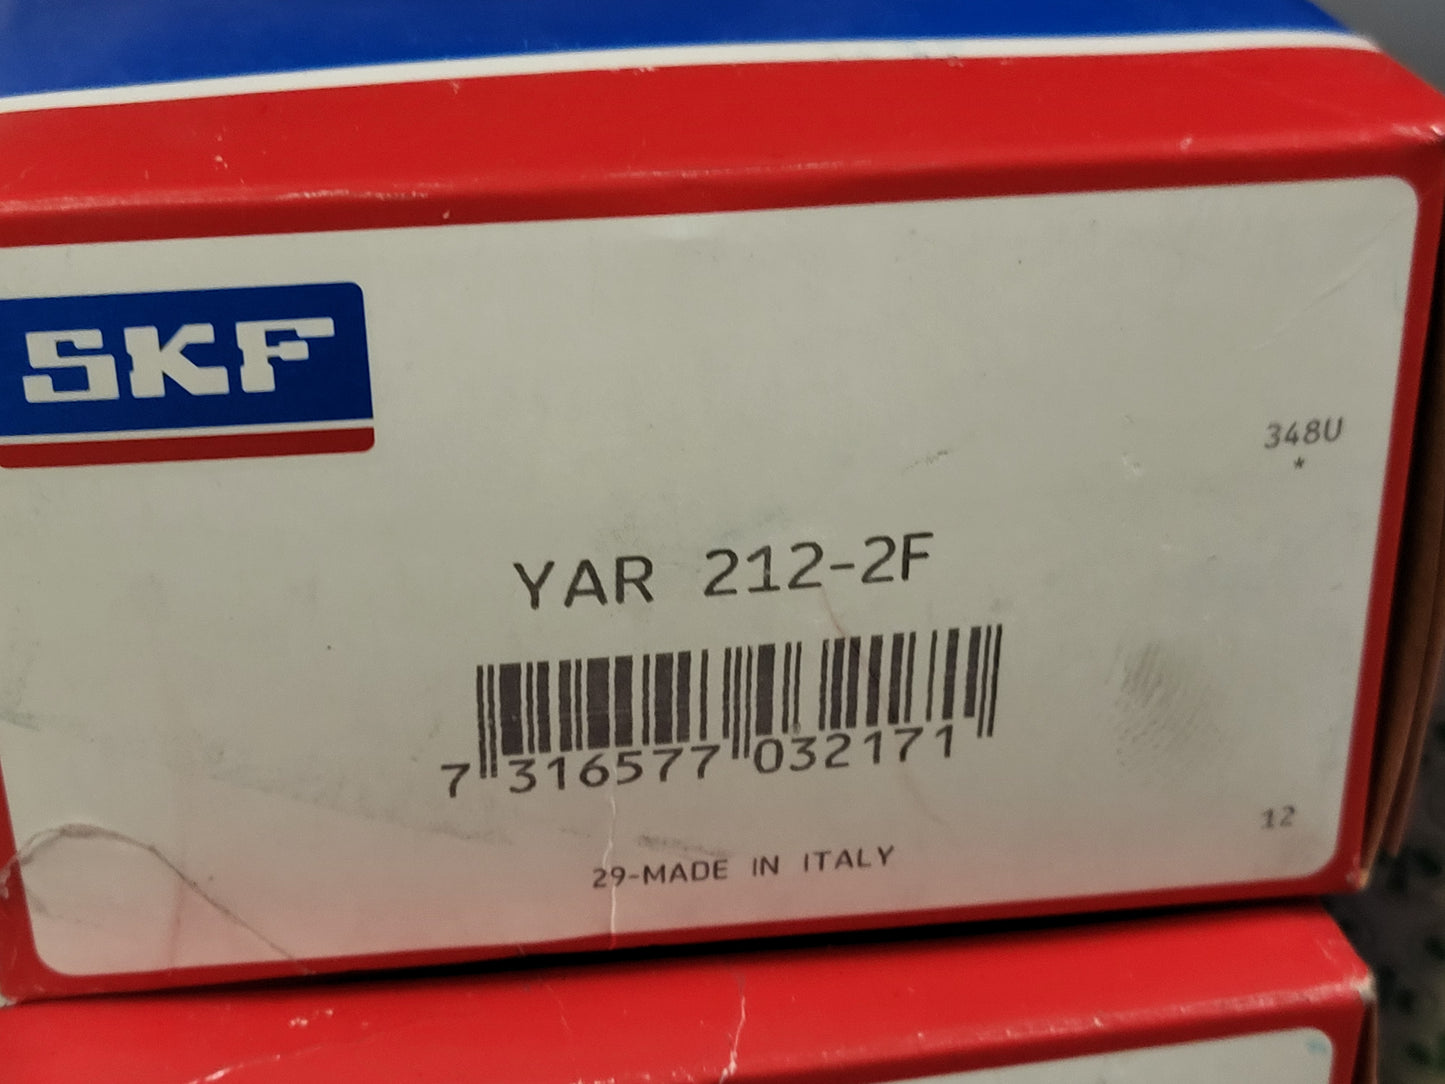 SKF
348U
*
YAR 212-2F
7 316577 032171
12
29-MADE IN ITALY